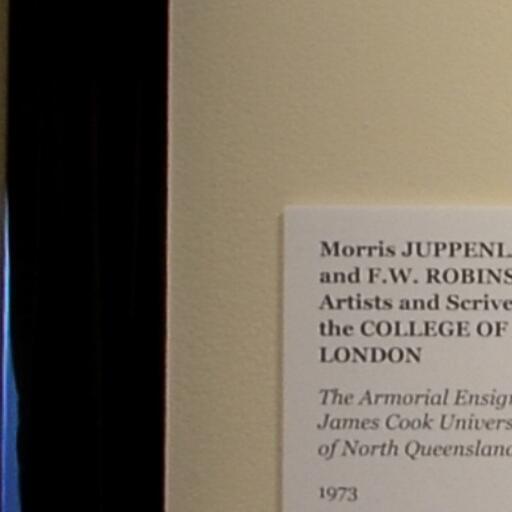 Morris JUPPENL
and F.W. ROBINS
Artists and Scrive
the COLLEGE OF
LONDON
The Armorial Ensig
James Cook Univers
of North Queensland
1973